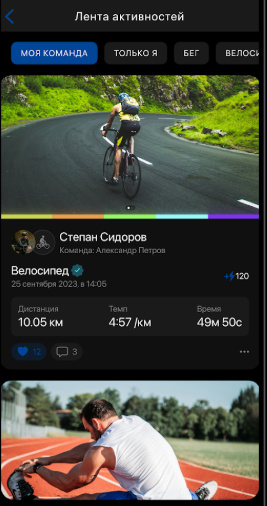 Лента активностей
МОЯ КОМАНДА
ТОЛЬКО Я
БЕГ
ВЕЛОСИ
Степан Сидоров
Коменда: Александр Петров
Велосипед
25 сентября 2023, в 14:05
+120
Дистанция Темп Время
10.05 км 4:57 /км 49м 50с
12 3